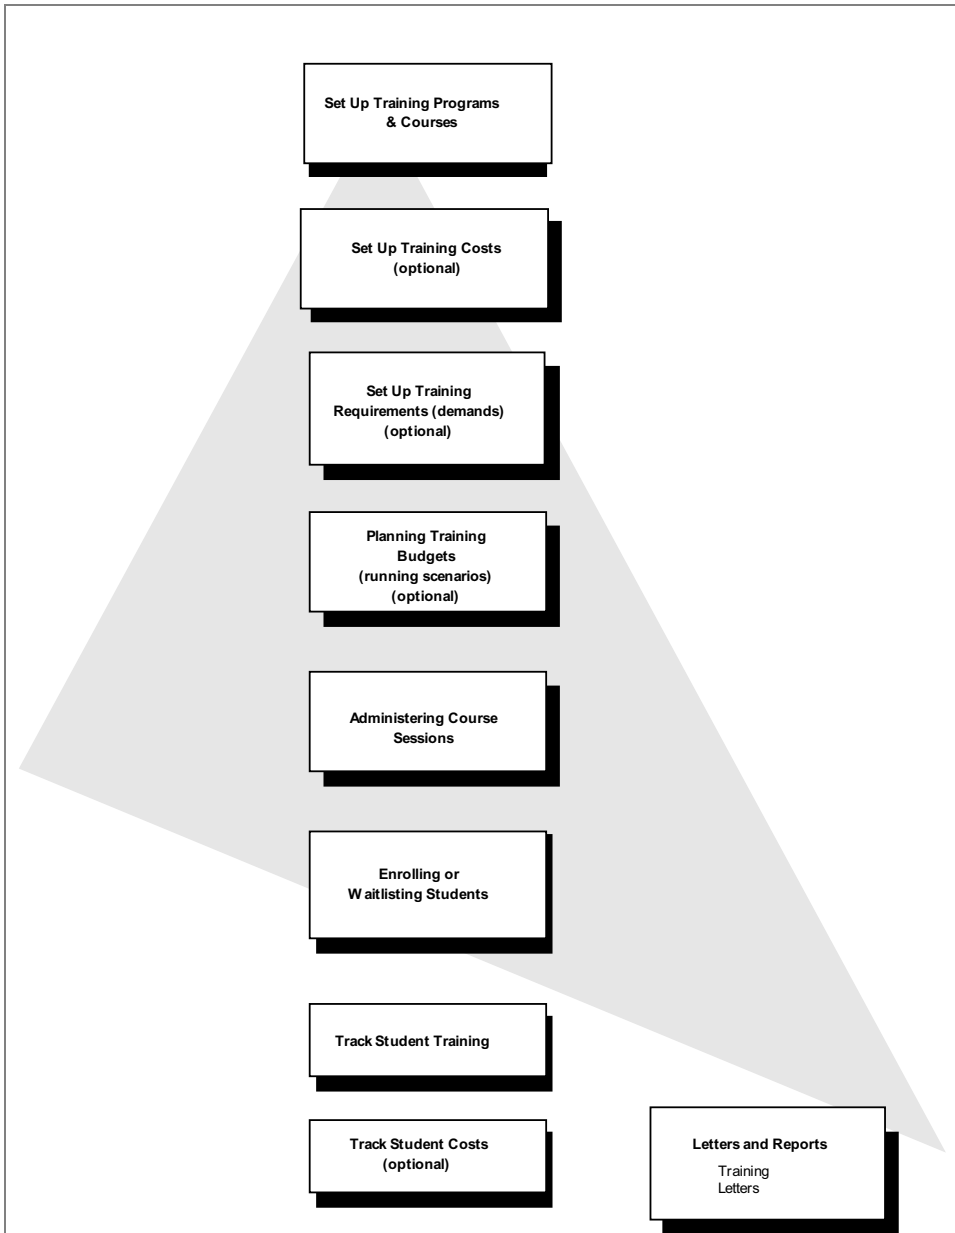 Set Up Training Programs
& Courses
Set Up Training Costs
(optional)
Set Up Training
Requirements (demands)
(optional)
Planning Training
Budgets
(running scenarios)
(optional)
Administering Course
Sessions
Enrolling or
Waitlisting Students
Track Student Training
Track Student Costs
(optional)
Letters and Reports
Training
Letters